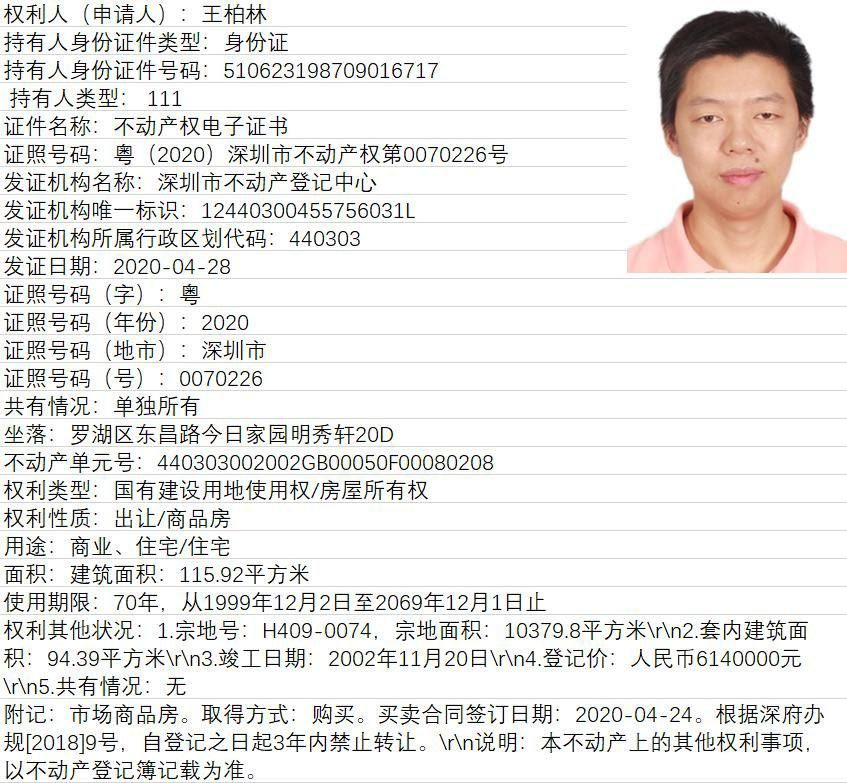 权利人（申请人）：王柏林
持有人身份证件类型：身份证
持有人身份证件号码：510623198709016717
持有人类型： 111
证件名称：不动产权电子证书
证照号码：粤（2020）深圳市不动产权第0070226号
发证机构名称：深圳市不动产登记中心
发证机构唯一标识：12440300455756031L
发证机构所属行政区划代码：440303
发证日期：2020-04-28
证照号码（字）：粤
证照号码（年份）：2020
证照号码（地市）：深圳市
证照号码（号）：0070226
共有情况：单独所有
坐落：罗湖区东昌路今日家园明秀轩20D
不动产单元号：440303002002GB00050F00080208
权利类型：国有建设用地使用权/房屋所有权
权利性质：出让/商品房
用途：商业、住宅/住宅
面积：建筑面积：115.92平方米
使用期限：70年，从1999年12月2日至2069年12月1日止
权利其他状况：1.宗地号：H409-0074，宗地面积：10379.8平方米\r\n2.套内建筑面
积：94.39平方米\r\n3.竣工日期：2002年11月20日\r\n4.登记价：人民币6140000元
\r\n5.共有情况：无
附记：市场商品房。取得方式：购买。买卖合同签订日期：2020-04-24。根据深府办
规[2018]9号，自登记之日起3年内禁止转让。\r\n说明：本不动产上的其他权利事项，
以不动产登记簿记载为准。